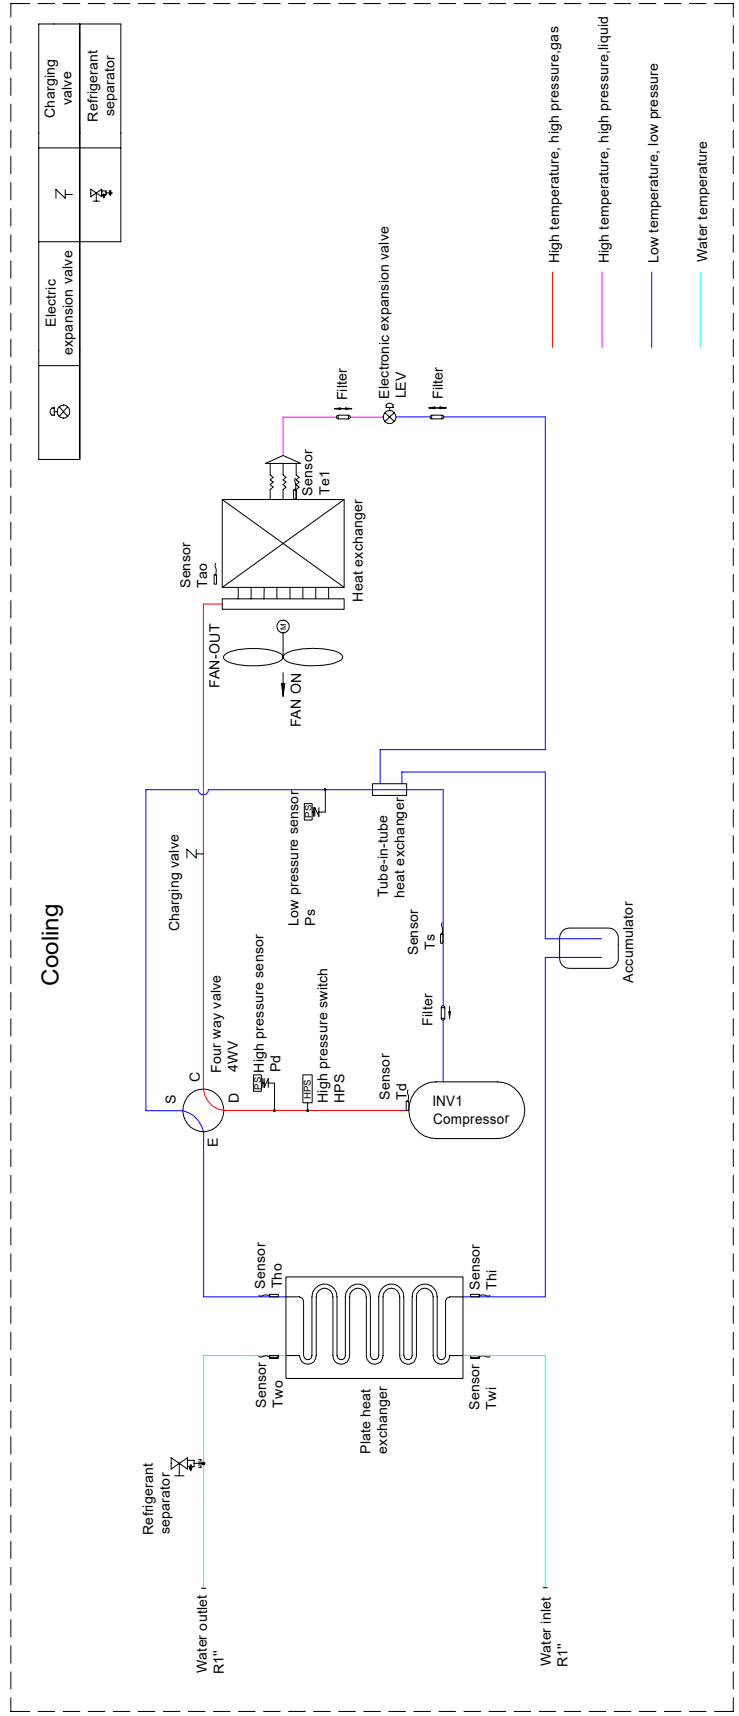 Cooling
Electric
expansion valve
Charging
valve
Refrigerant
separator
Refrigerant
separator
Water outlet
R1"
Water inlet
R1"
Sensor
Two
Sensor
Tho
Plate heat
exchanger
Sensor
Twi
Sensor
Thi
S
C
E
D
Four way valve
4WV
PS
High pressure sensor
Pd
HPS
High pressure switch
HPS
Sensor
Td
INV1
Compressor
Filter
Sensor
Ts
Accumulator
Charging valve
PS
Low pressure sensor
Ps
Tube-in-tube
heat exchanger
FAN-OUT
M
FAN ON
Sensor
Tao
Heat exchanger
Sensor
Te1
Filter
Electronic expansion valve
LEV
Filter
High temperature, high pressure,gas
High temperature, high pressure,liquid
Low temperature, low pressure
Water temperature